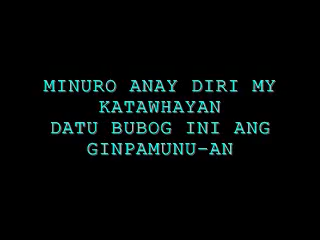 MINURO ANAY DIRI MY
KATAWHAYAN
DATU BUBOG INI ANG
GINPAMUNU-AN